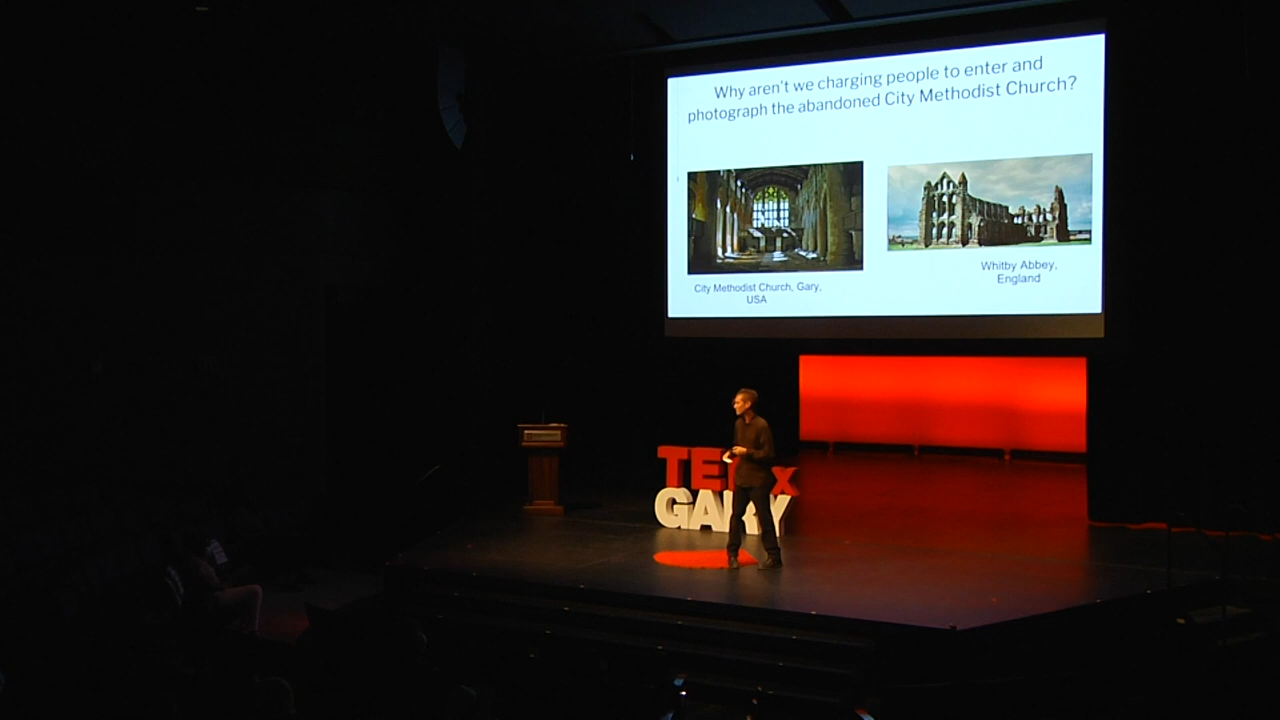 Why aren't we charging people to enter and
photograph the abandoned City Methodist Church?
City Methodist Church, Gary,
USA
Whitby Abbey,
England
TEDx
GARY